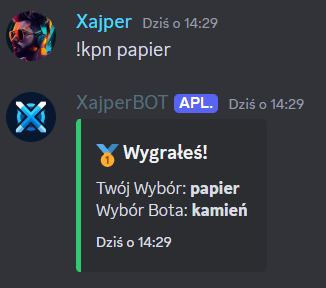 Xajper Dziś o 14:29
!kpn papier
XajperBOT APL. Dziś o 14:29
1 Wygrałeś!
Twój Wybór: papier
Wybór Bota: kamień
Dziś o 14:29